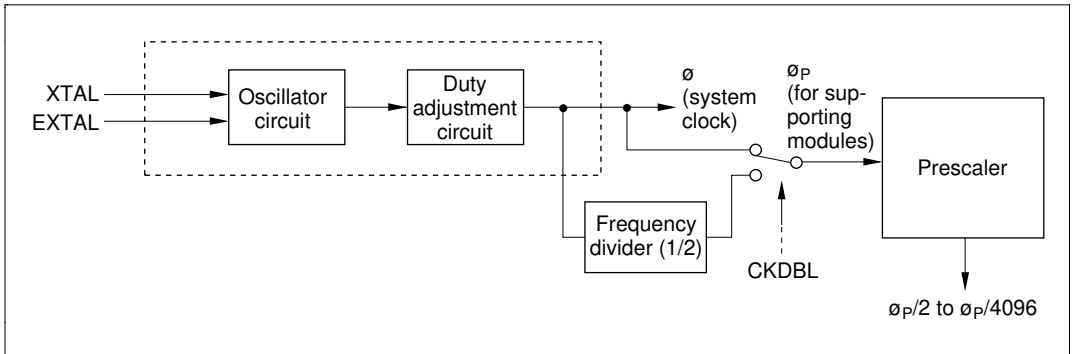 XTAL
EXTAL
Oscillator
circuit
Duty
adjustment
circuit
ø
(system
clock)
øP
(for sup-
porting
modules)
Prescaler
Frequency
divider (1/2)
CKDBL
øP/2 to øP/4096